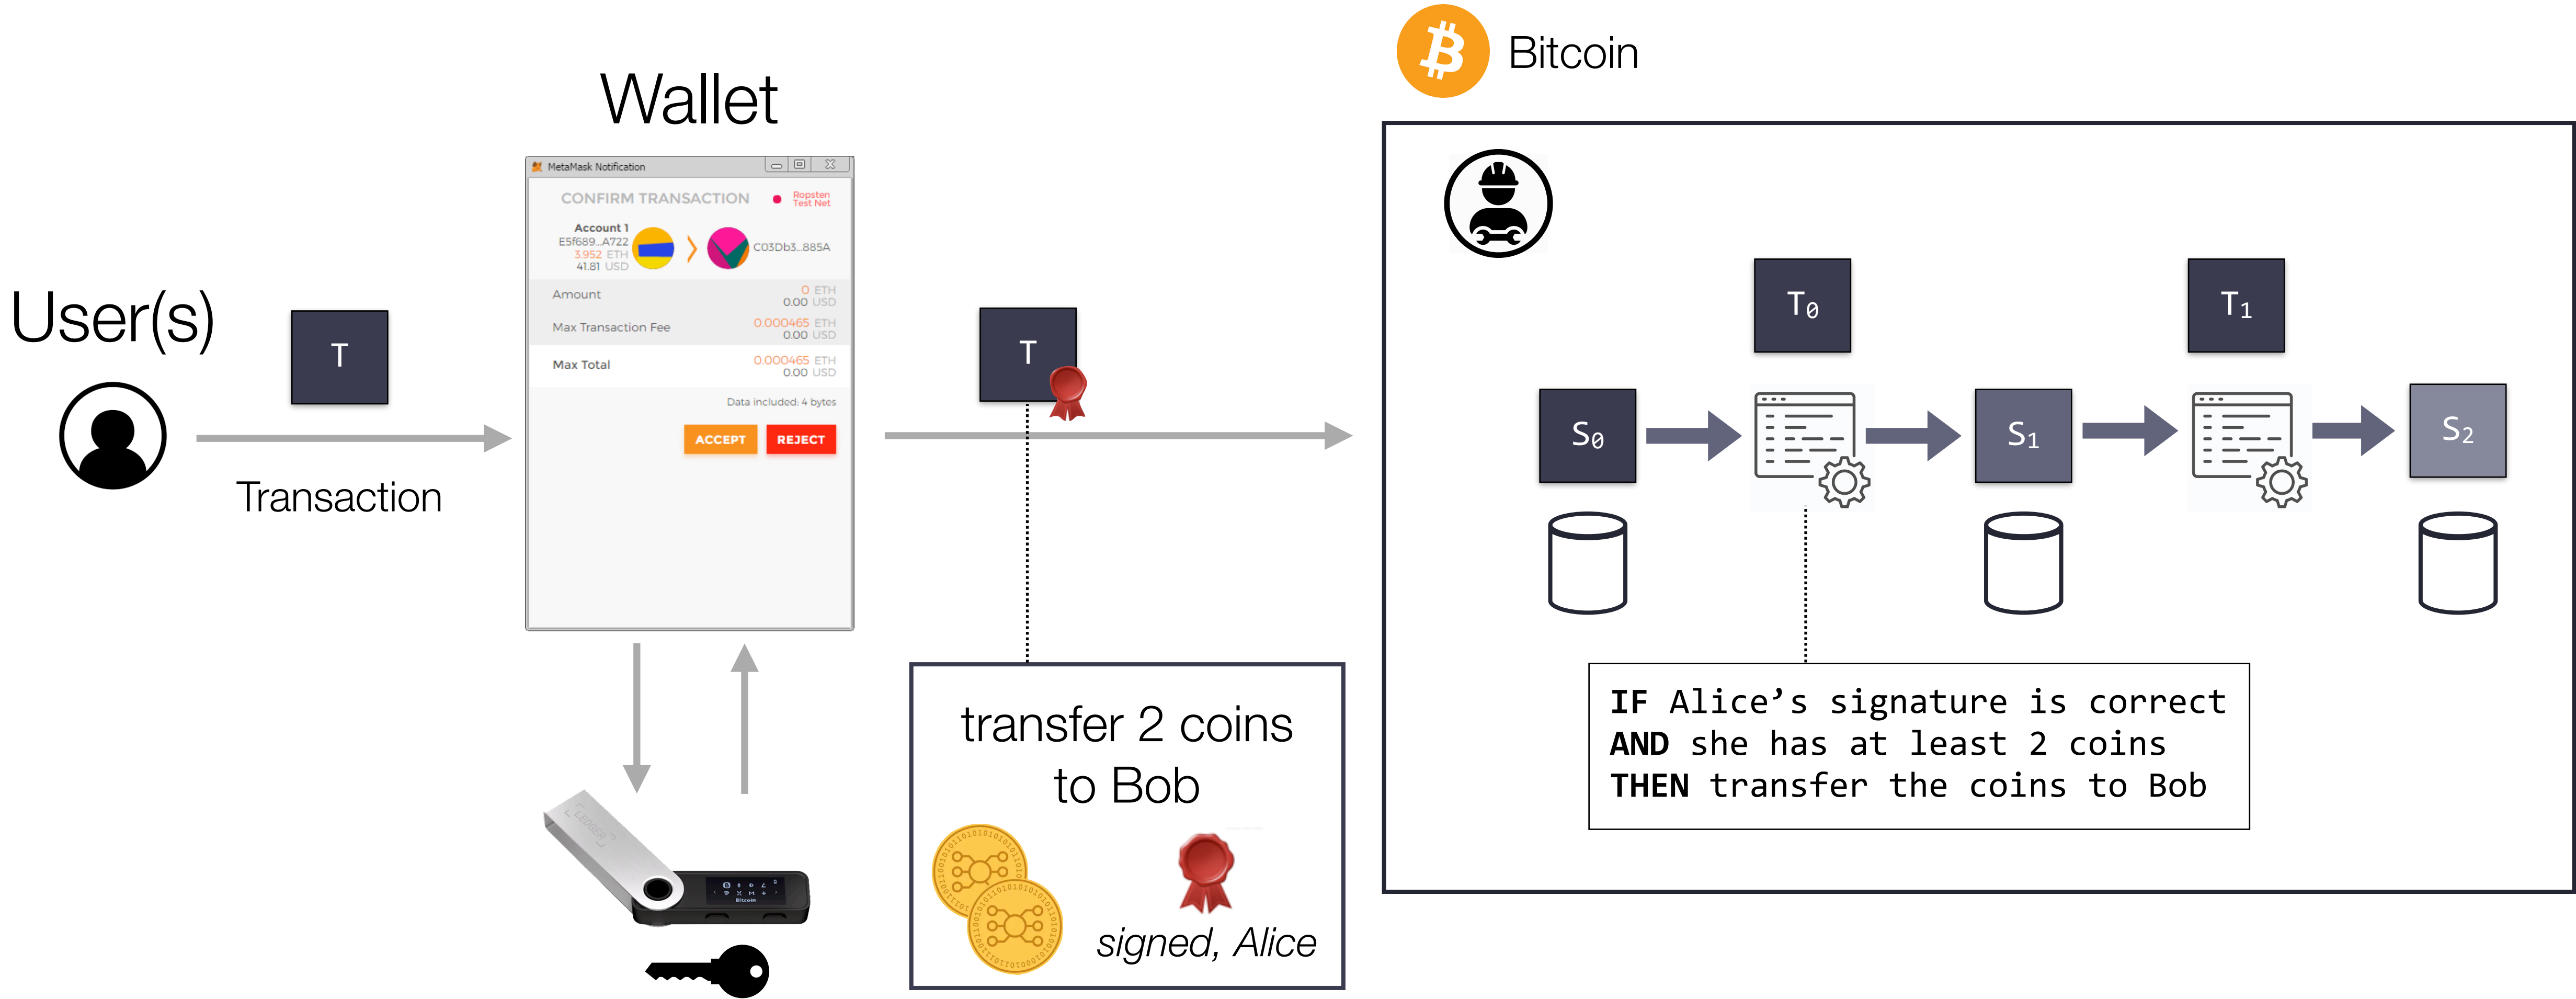 Bitcoin
Wallet
MetaMask Notification
CONFIRM TRANSACTION
Ropsten
Test Net
Account 1
E5f689...A722
3.952 ETH
41.81 USD
C03Db3...885A
Amount
0 ETH
0.00 USD
Max Transaction Fee
0.000465 ETH
0.00 USD
Max Total
0.000465 ETH
0.00 USD
Data included: 4 bytes
ACCEPT
REJECT
User(s)
T
Transaction
T
T0
T1
S0
S1
S2
transfer 2 coins
to Bob
signed, Alice
IF Alice’s signature is correct
AND she has at least 2 coins
THEN transfer the coins to Bob
LEDGER
Bitcoin